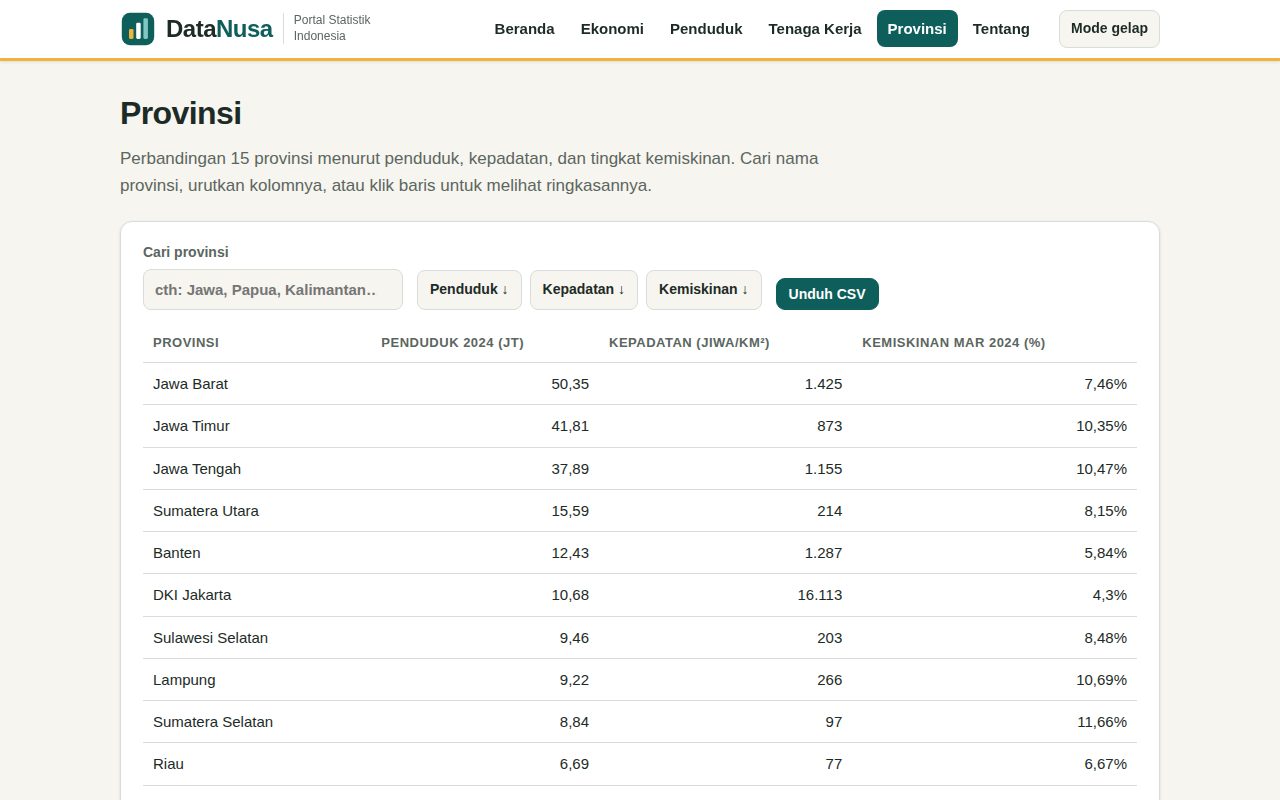 DataNusa
Portal Statistik
Indonesia
Beranda Ekonomi Penduduk Tenaga Kerja Provinsi Tentang Mode gelap
Provinsi
Perbandingan 15 provinsi menurut penduduk, kepadatan, dan tingkat kemiskinan. Cari nama
provinsi, urutkan kolomnya, atau klik baris untuk melihat ringkasannya.
Cari provinsi
cth: Jawa, Papua, Kalimantan.. Penduduk ↓ Kepadatan ↓ Kemiskinan ↓ Unduh CSV
PROVINSI PENDUDUK 2024 (JT) KEPADATAN (JIWA/KM²) KEMISKINAN MAR 2024 (%)
Jawa Barat 50,35 1.425 7,46%
Jawa Timur 41,81 873 10,35%
Jawa Tengah 37,89 1.155 10,47%
Sumatera Utara 15,59 214 8,15%
Banten 12,43 1.287 5,84%
DKI Jakarta 10,68 16.113 4,3%
Sulawesi Selatan 9,46 203 8,48%
Lampung 9,22 266 10,69%
Sumatera Selatan 8,84 97 11,66%
Riau 6,69 77 6,67%